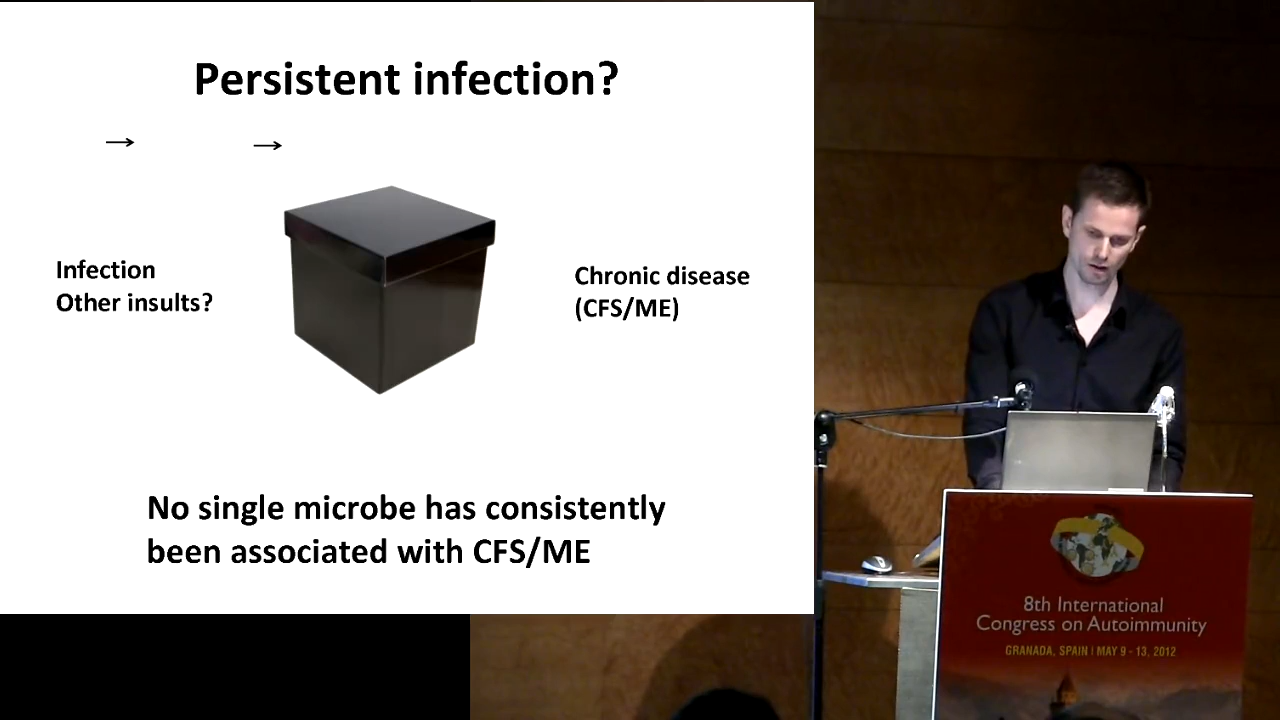 Persistent infection?
→ →
Infection
Other insults?
Chronic disease
(CFS/ME)
No single microbe has consistently
been associated with CFS/ME
8th International
Congress on Autoimmunity
GRANADA, SPAIN | MAY 9 - 13, 2012